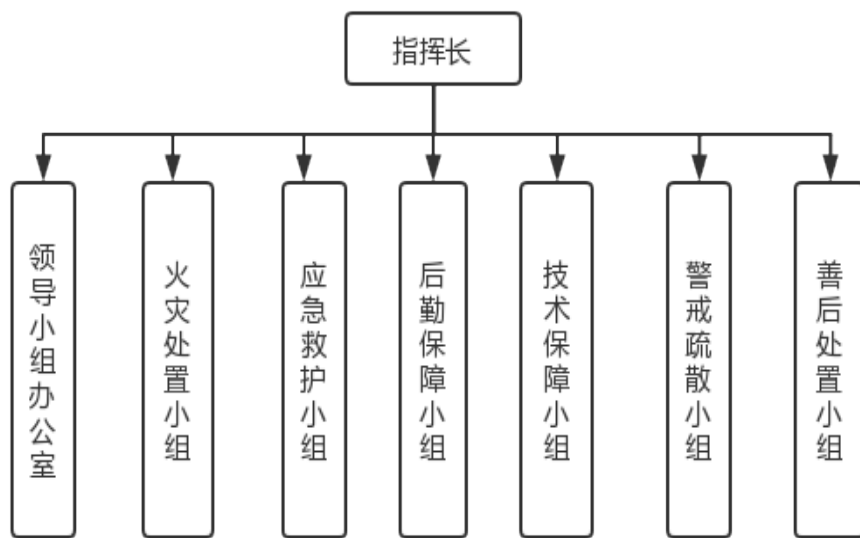 指挥长
领导小组办公室
火灾处置小组
应急救护小组
后勤保障小组
技术保障小组
警戒疏散小组
善后处置小组